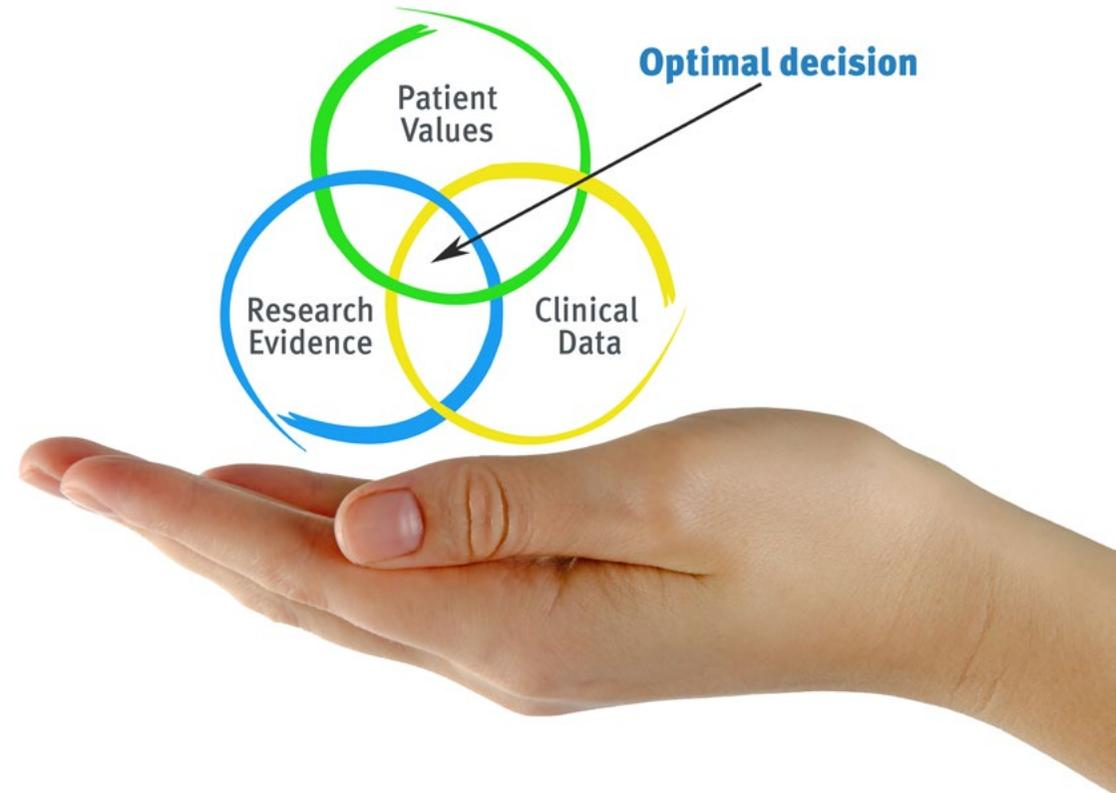 Optimal decision
Patient
Values
Research
Evidence
Clinical
Data